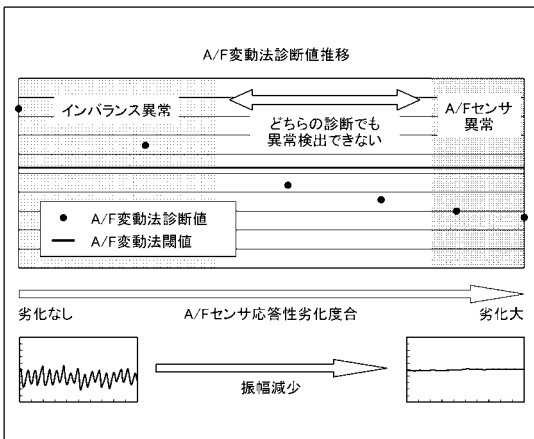 A/F変動法診断値推移
インバランス異常
どちらの診断でも
異常検出できない
A/Fセンサ
異常
A/F変動法診断値
A/F変動法閾値
劣化なし
A/Fセンサ応答性劣化度合
劣化大
振幅減少